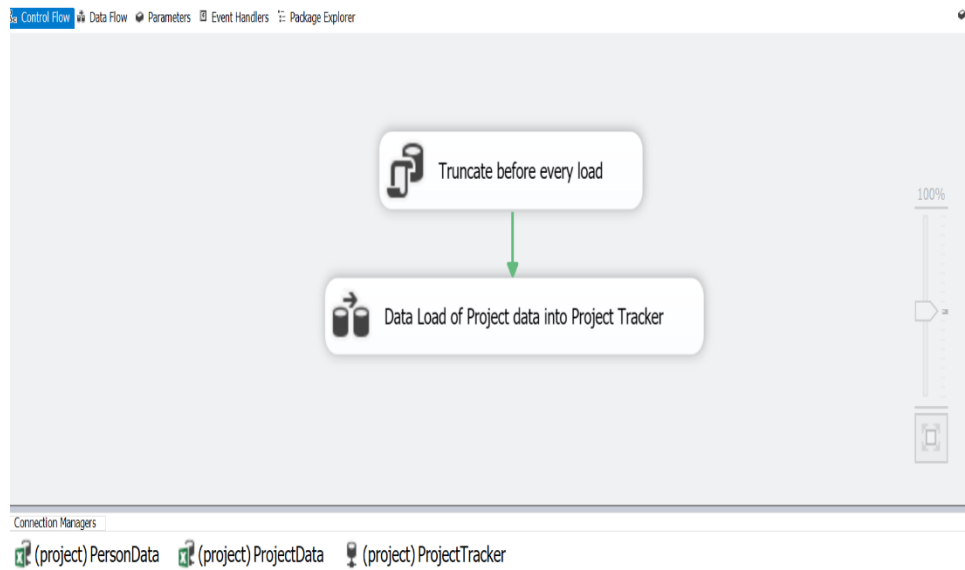 Control Flow Data Flow Parameters Event Handlers Package Explorer
Truncate before every load
100%
Data Load of Project data into Project Tracker
Connection Managers
(project) PersonData (project) ProjectData (project) ProjectTracker